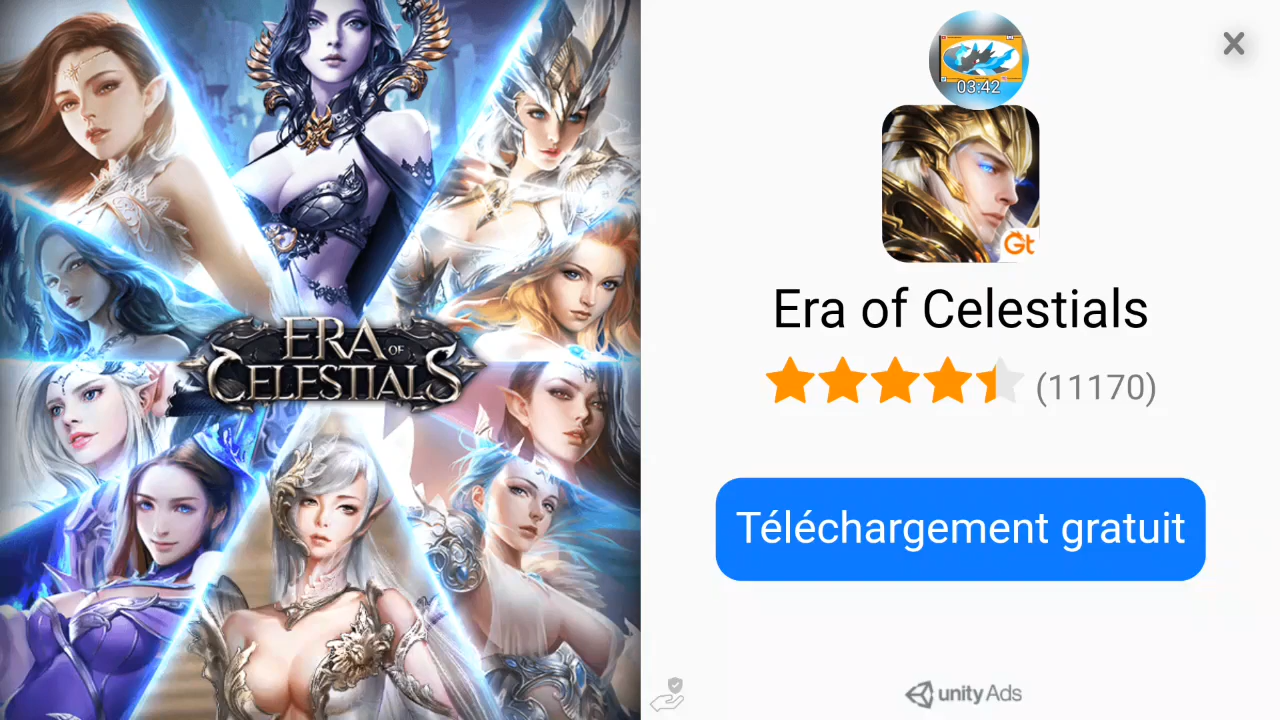 ERA
OF
CELESTIALS
03:42
Gt
Era of Celestials
(11170)
Téléchargement gratuit
unity Ads